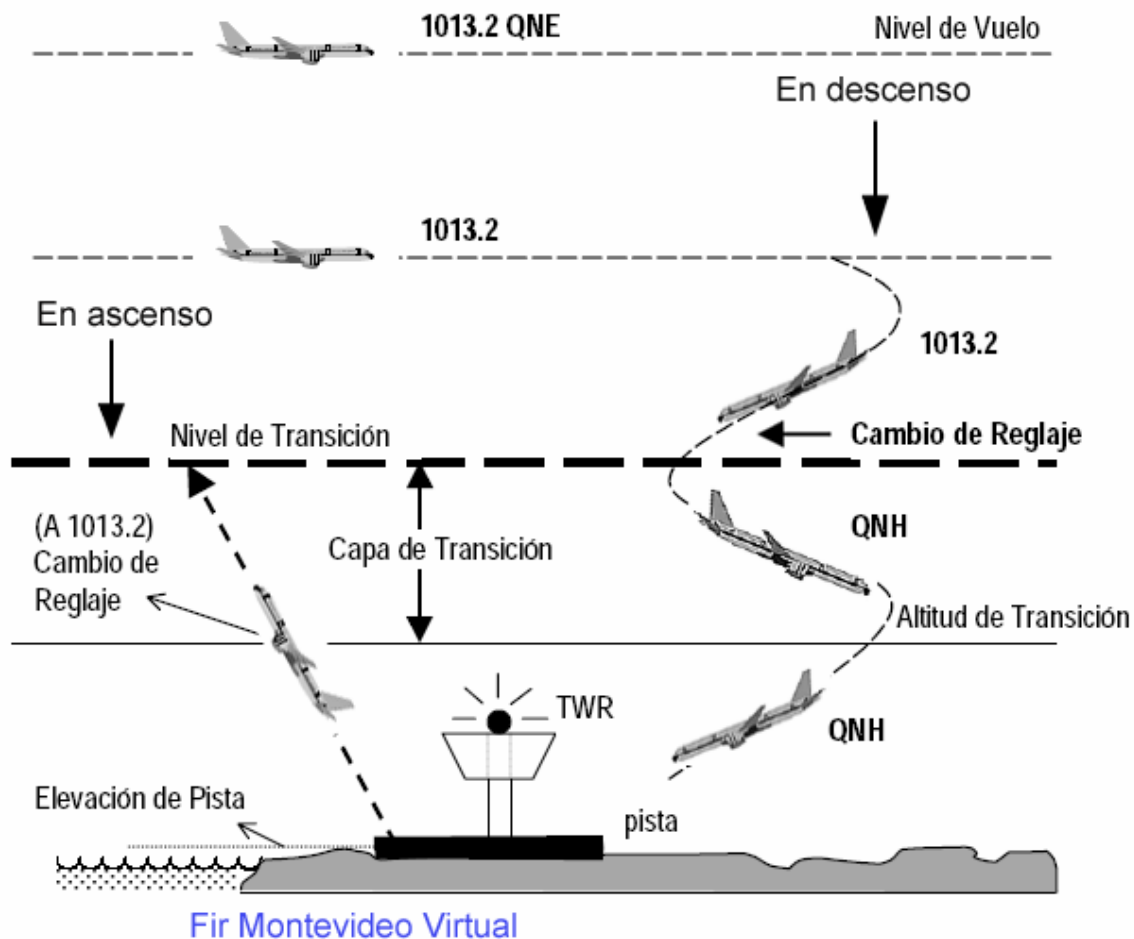 1013.2 QNE
Nivel de Vuelo
En descenso
1013.2
En ascenso
1013.2
Nivel de Transición
Cambio de Reglaje
(A 1013.2)
Cambio de
Reglaje
Capa de Transición
QNH
Altitud de Transición
TWR
QNH
Elevación de Pista
pista
Fir Montevideo Virtual